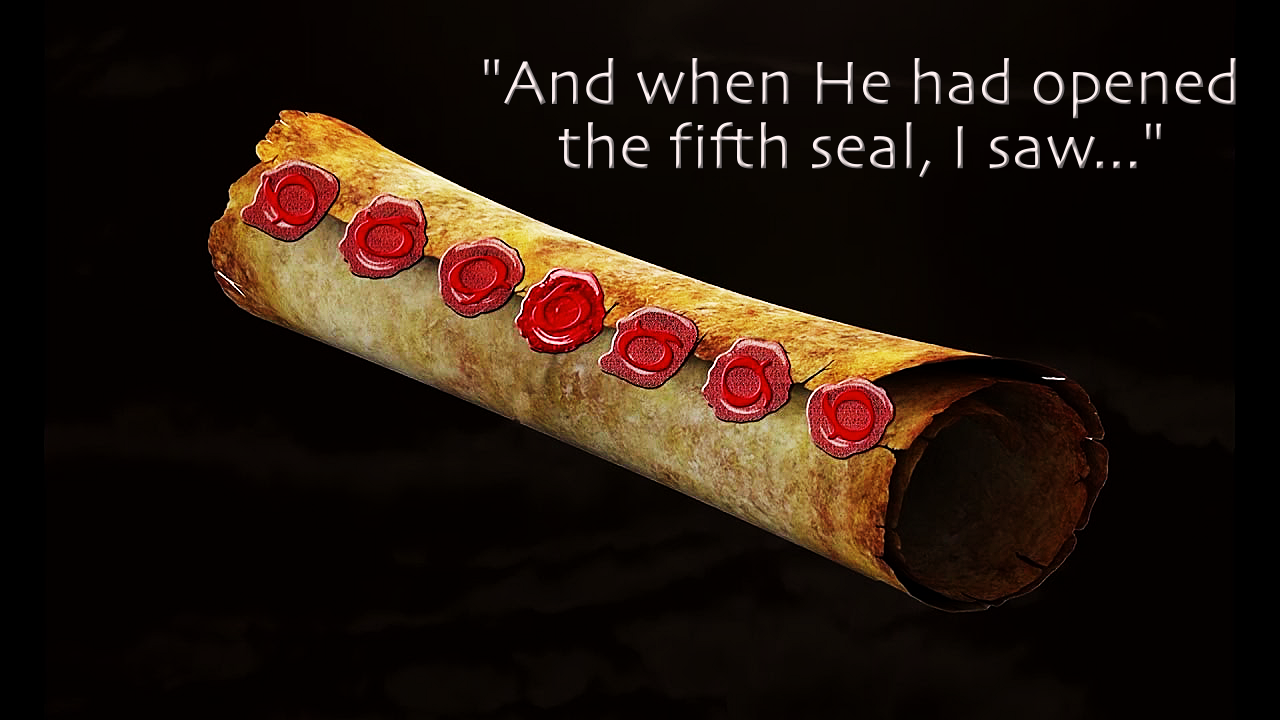 "And when He had opened
the fifth seal, I saw..."